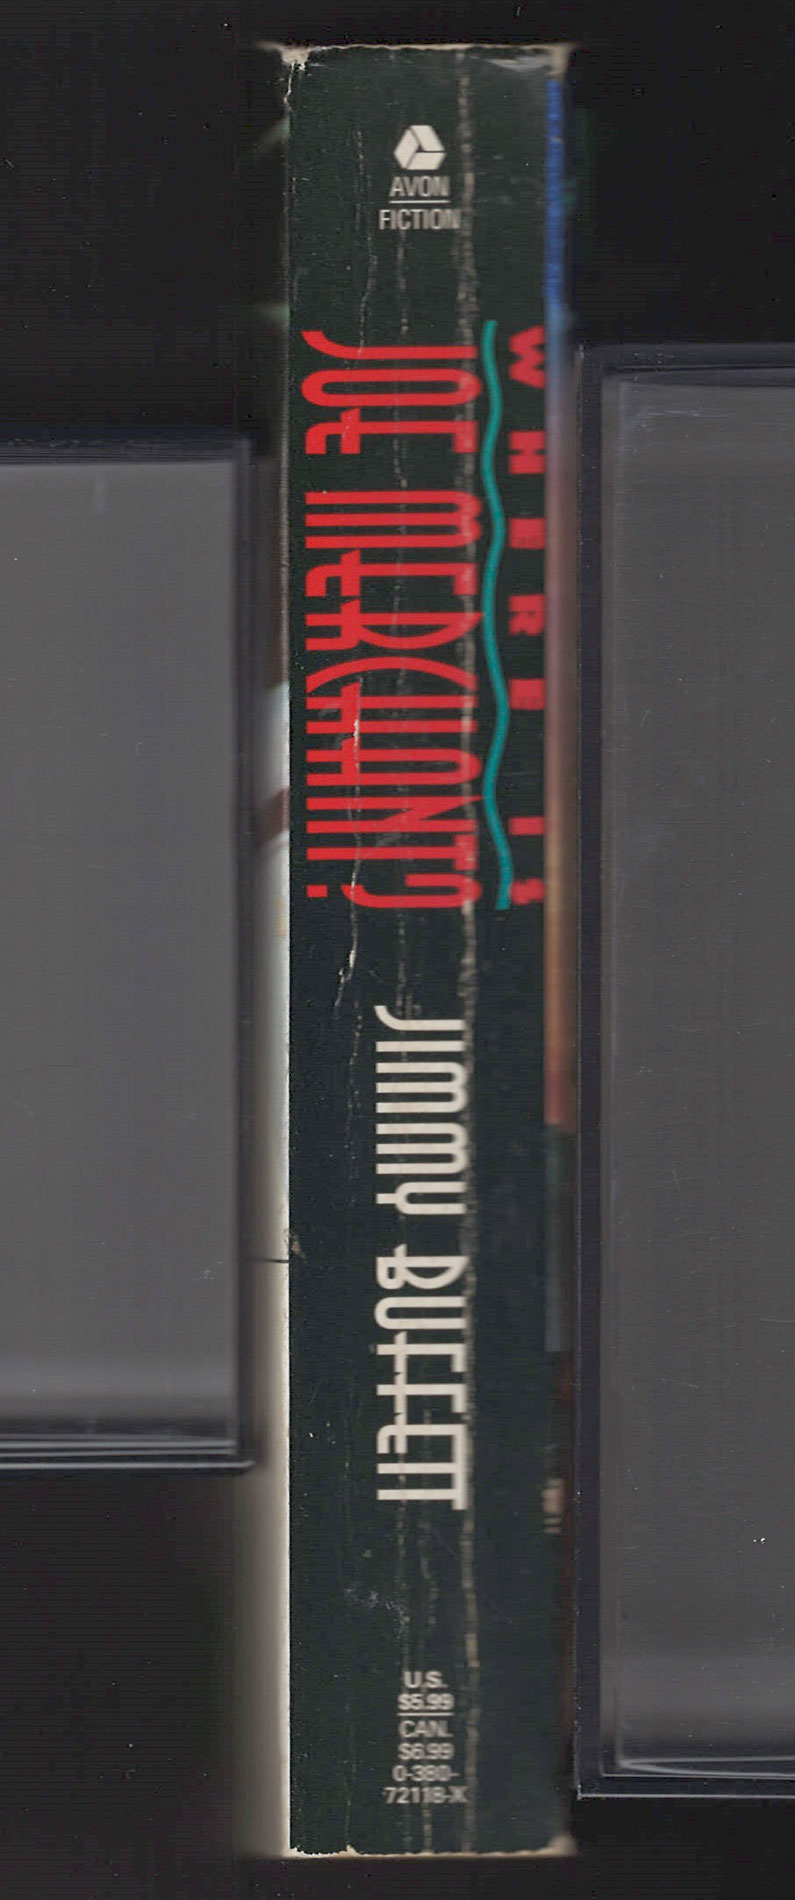 AVON
FICTION
WHERE IS
JOE MERCHANT?
JIMMY BUFFETT
U.S.
$5.99
CAN.
$6.99
0-380-
72118-X